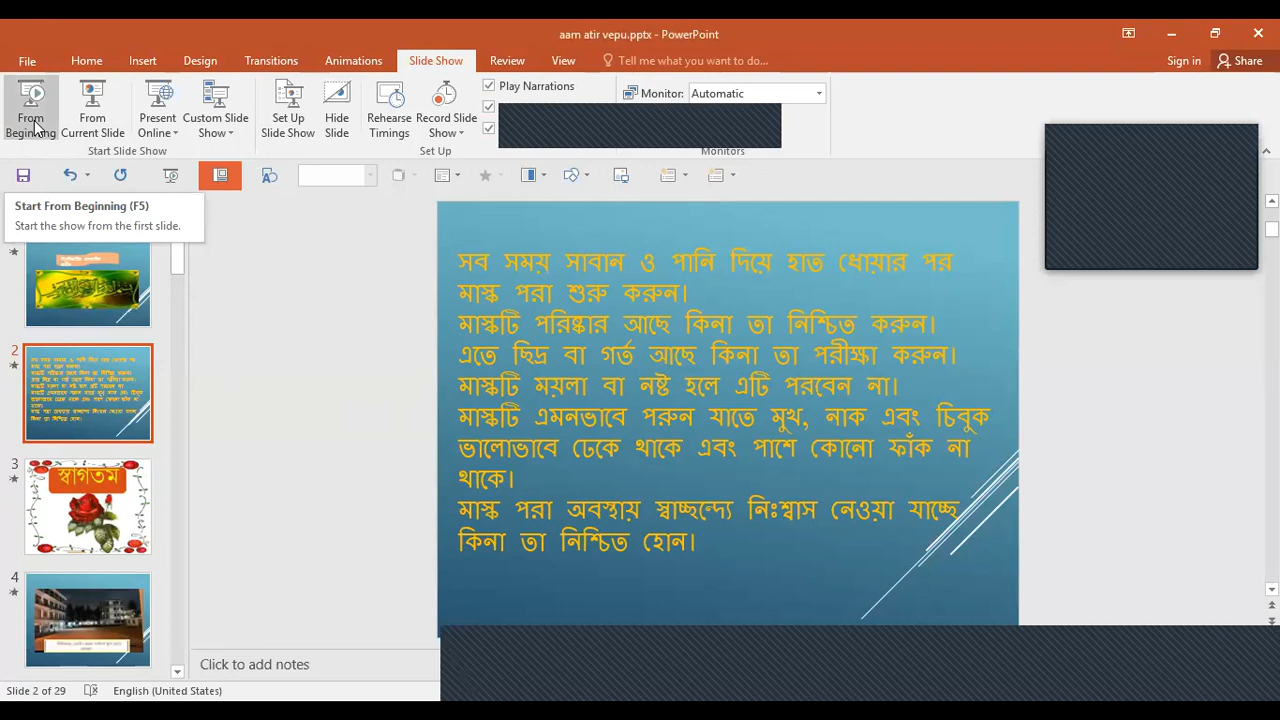 aam atir vepu.pptx - PowerPoint
File Home Insert Design Transitions Animations Slide Show Review View Tell me what you want to do... Sign in Share
From Beginning
From Current Slide
Present Online
Custom Slide Show
Set Up Slide Show
Hide Slide
Rehearse Timings
Record Slide Show
Play Narrations
Monitor: Automatic
Start Slide Show
Set Up
Monitors
Start From Beginning (F5)
Start the show from the first slide.
2
3
স্বাগতম
4
সব সময় সাবান ও পানি দিয়ে হাত ধোয়ার পর
মাস্ক পরা শুরু করুন।
মাস্কটি পরিষ্কার আছে কিনা তা নিশ্চিত করুন।
এতে ছিদ্র বা গর্ত আছে কিনা তা পরীক্ষা করুন।
মাস্কটি ময়লা বা নষ্ট হলে এটি পরবেন না।
মাস্কটি এমনভাবে পরুন যাতে মুখ, নাক এবং চিবুক
ভালোভাবে ঢেকে থাকে এবং পাশে কোনো ফাঁক না
থাকে।
মাস্ক পরা অবস্থায় স্বাচ্ছন্দ্যে নিঃশ্বাস নেওয়া যাচ্ছে
কিনা তা নিশ্চিত হোন।
Click to add notes
Slide 2 of 29 English (United States)